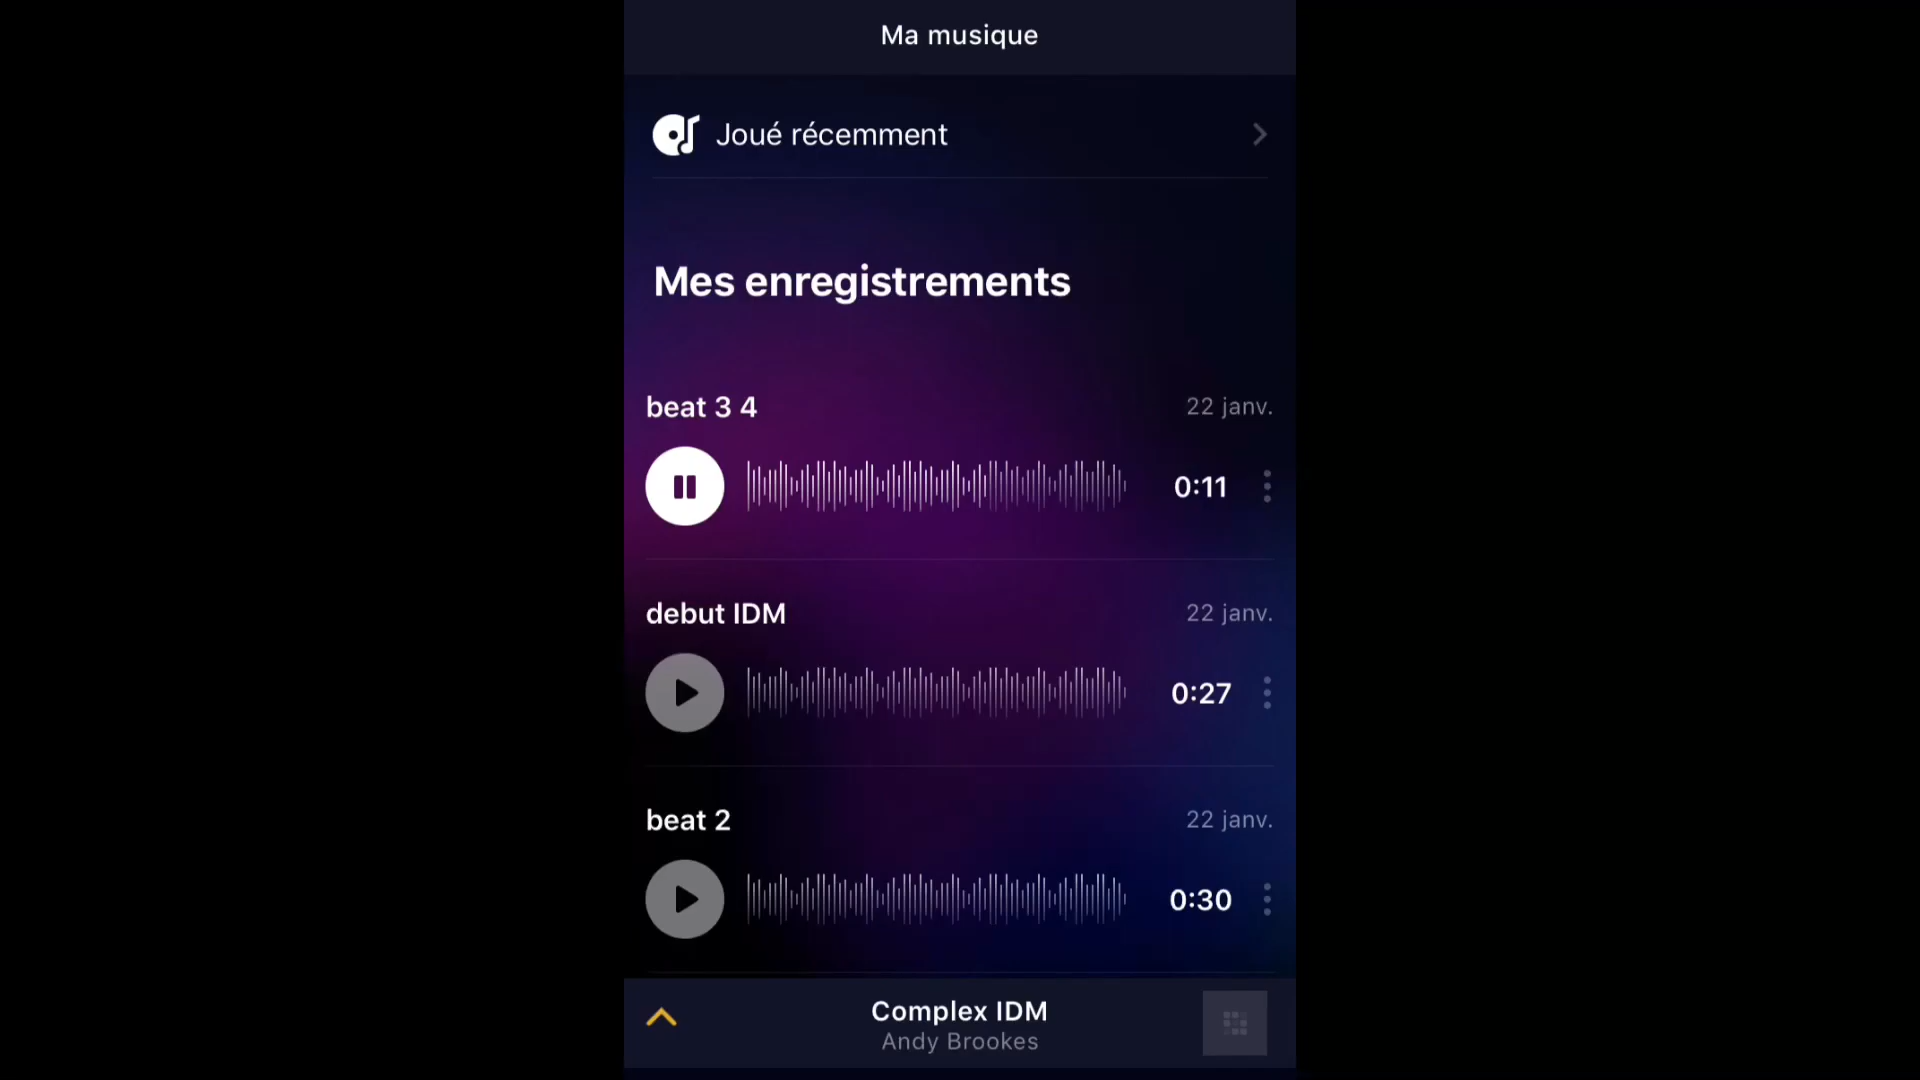 Ma musique
Joué récemment
Mes enregistrements
beat 3 4
22 janv.
0:11
debut IDM
22 janv.
0:27
beat 2
22 janv.
0:30
Complex IDM
Andy Brookes